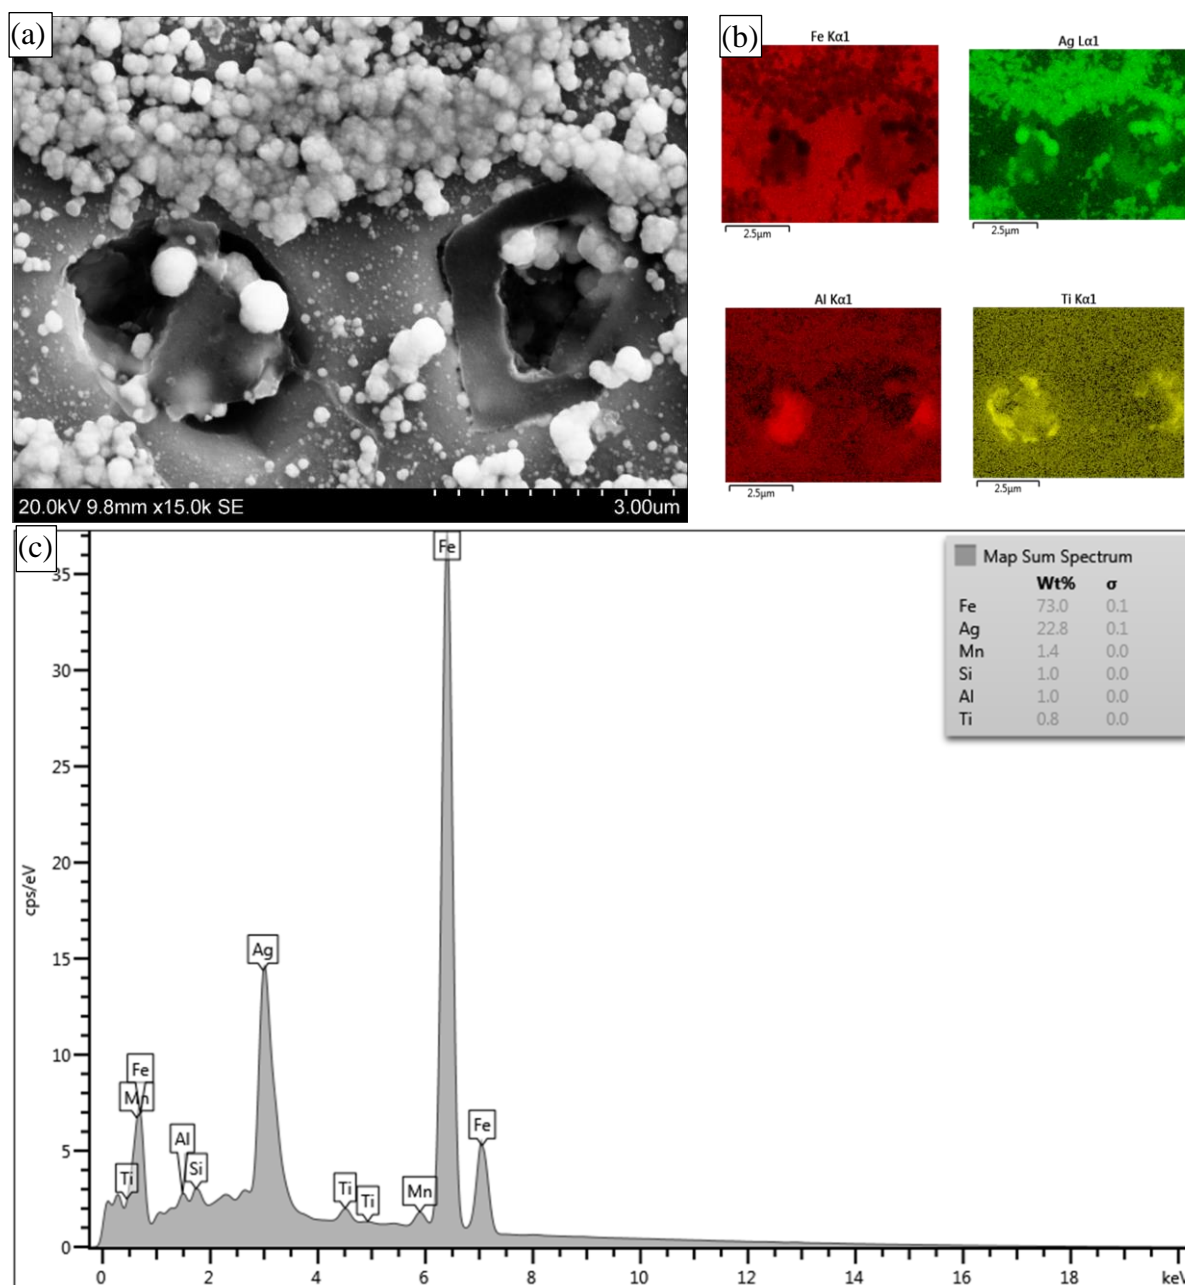 (a)
20.0kV 9.8mm x15.0k SE
3.00um
(b)
Fe Kα1
Ag Lα1
2.5µm
2.5µm
Al Kα1
Ti Kα1
2.5µm
2.5µm
(c)
Map Sum Spectrum
Wt% σ
Fe 73.0 0.1
Ag 22.8 0.1
Mn 1.4 0.0
Si 1.0 0.0
Al 1.0 0.0
Ti 0.8 0.0
cps/eV
35
30
25
20
15
10
5
0
Fe
Ag
Fe
Mn
Ti
Al
Si
Ti
Ti
Mn
Fe
0 2 4 6 8 10 12 14 16 18 keV